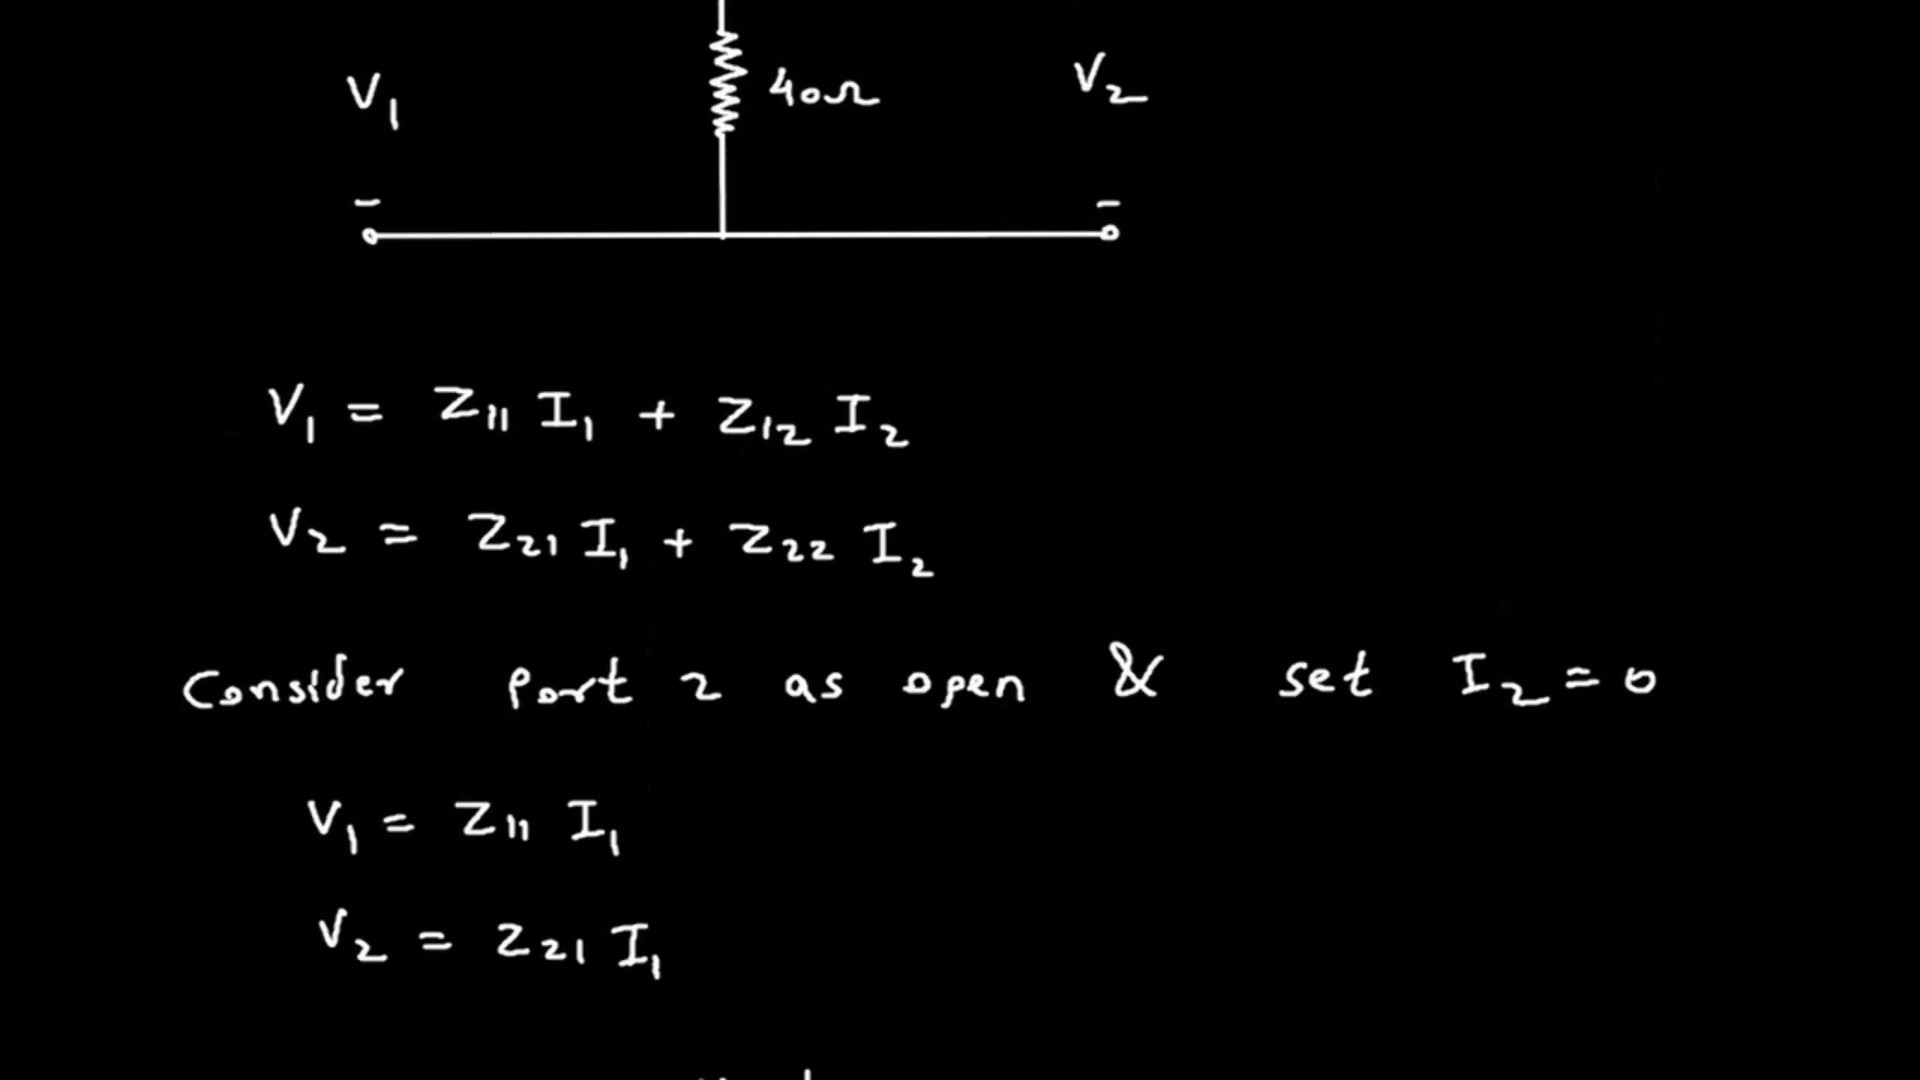 V₁ 40Ω V₂
- -
V₁ = Z₁₁ I₁ + Z₁₂ I₂
V₂ = Z₂₁ I₁ + Z₂₂ I₂
Consider Port 2 as open & set I₂ = 0
V₁ = Z₁₁ I₁
V₂ = Z₂₁ I₁